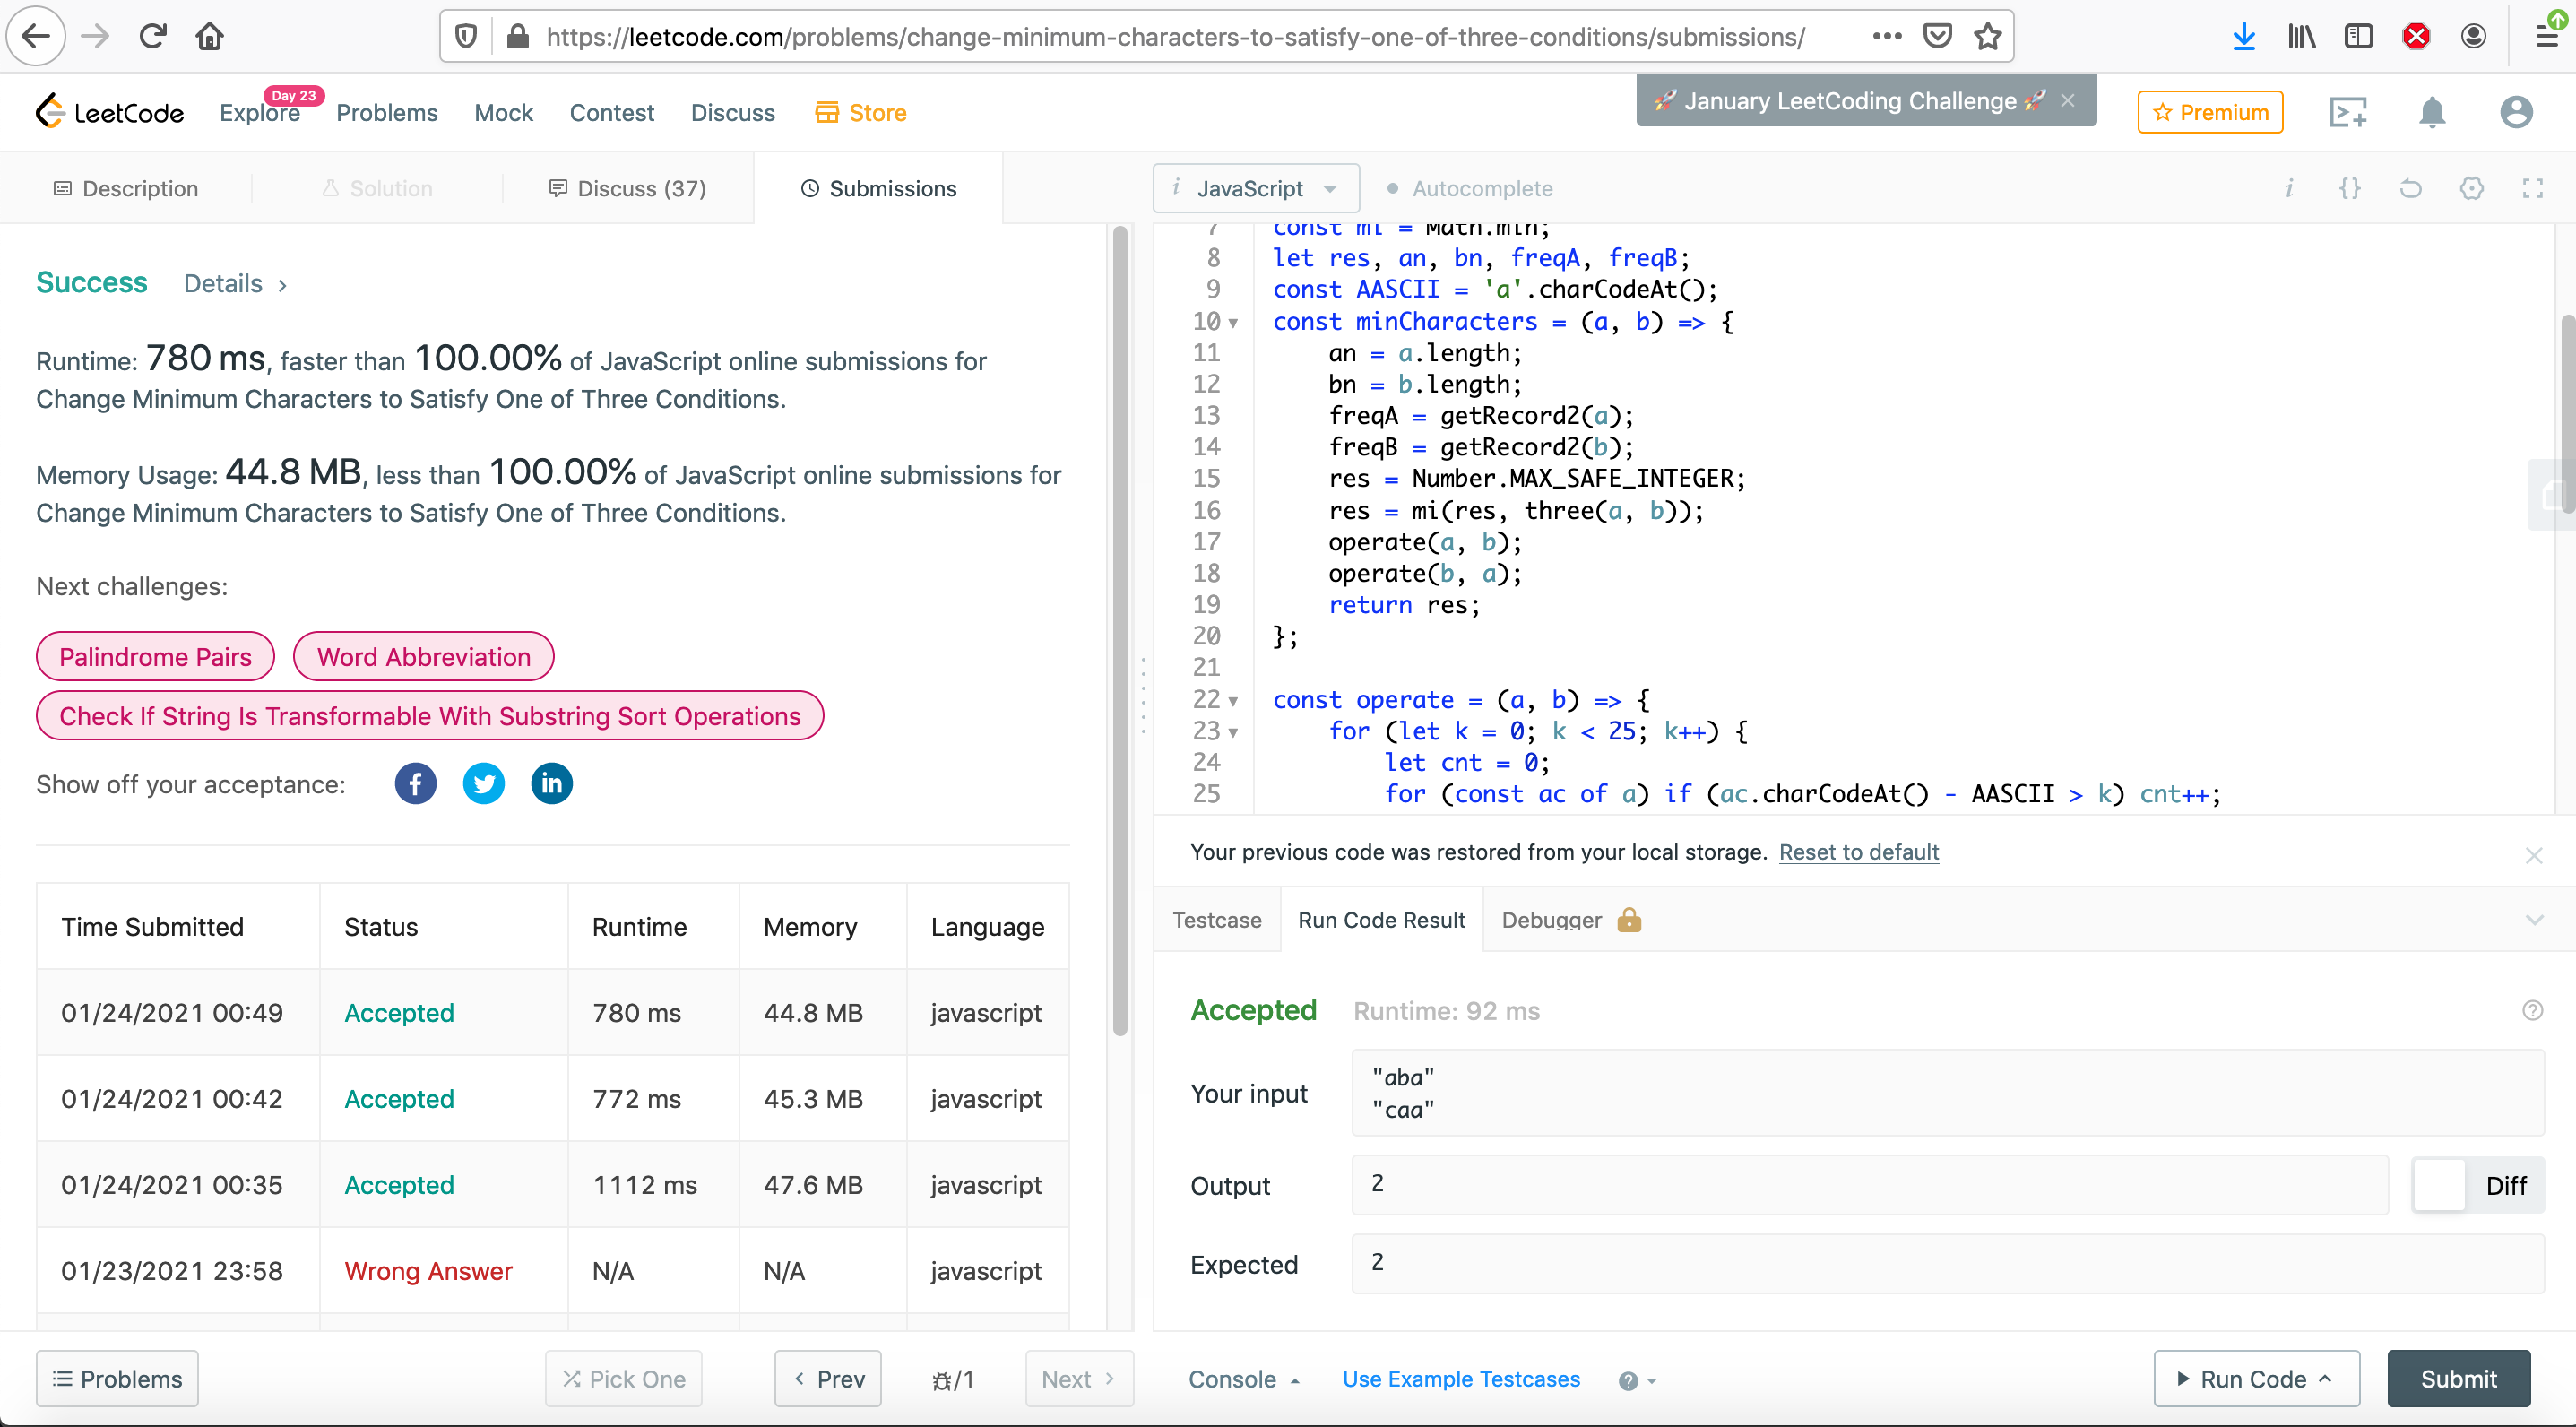 https://leetcode.com/problems/change-minimum-characters-to-satisfy-one-of-three-conditions/submissions/
LeetCode
Explore
Day 23
Problems
Mock
Contest
Discuss
Store
🚀 January LeetCoding Challenge 🚀 ×
Premium
Description
Solution
Discuss (37)
Submissions
i JavaScript
Autocomplete
Success Details >
Runtime: 780 ms, faster than 100.00% of JavaScript online submissions for
Change Minimum Characters to Satisfy One of Three Conditions.
Memory Usage: 44.8 MB, less than 100.00% of JavaScript online submissions for
Change Minimum Characters to Satisfy One of Three Conditions.
Next challenges:
Palindrome Pairs
Word Abbreviation
Check If String Is Transformable With Substring Sort Operations
Show off your acceptance:
Time Submitted Status Runtime Memory Language
01/24/2021 00:49 Accepted 780 ms 44.8 MB javascript
01/24/2021 00:42 Accepted 772 ms 45.3 MB javascript
01/24/2021 00:35 Accepted 1112 ms 47.6 MB javascript
01/23/2021 23:58 Wrong Answer N/A N/A javascript
7 const mi = Math.min;
8 let res, an, bn, freqA, freqB;
9 const AASCII = 'a'.charCodeAt();
10 const minCharacters = (a, b) => {
11 an = a.length;
12 bn = b.length;
13 freqA = getRecord2(a);
14 freqB = getRecord2(b);
15 res = Number.MAX_SAFE_INTEGER;
16 res = mi(res, three(a, b));
17 operate(a, b);
18 operate(b, a);
19 return res;
20 };
21
22 const operate = (a, b) => {
23 for (let k = 0; k < 25; k++) {
24 let cnt = 0;
25 for (const ac of a) if (ac.charCodeAt() - AASCII > k) cnt++;
Your previous code was restored from your local storage. Reset to default
Testcase
Run Code Result
Debugger
Accepted Runtime: 92 ms
Your input
"aba"
"caa"
Output
2
Diff
Expected
2
Problems
Pick One
< Prev
/1
Next >
Console
Use Example Testcases
Run Code
Submit